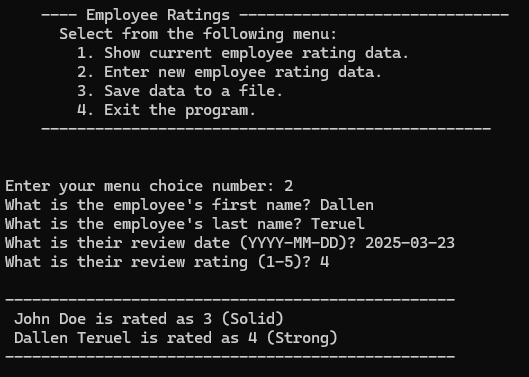 ---- Employee Ratings ------------------------------
Select from the following menu:
1. Show current employee rating data.
2. Enter new employee rating data.
3. Save data to a file.
4. Exit the program.
--------------------------------------------------
Enter your menu choice number: 2
What is the employee's first name? Dallen
What is the employee's last name? Teruel
What is their review date (YYYY-MM-DD)? 2025-03-23
What is their review rating (1-5)? 4
--------------------------------------------------
John Doe is rated as 3 (Solid)
Dallen Teruel is rated as 4 (Strong)
--------------------------------------------------